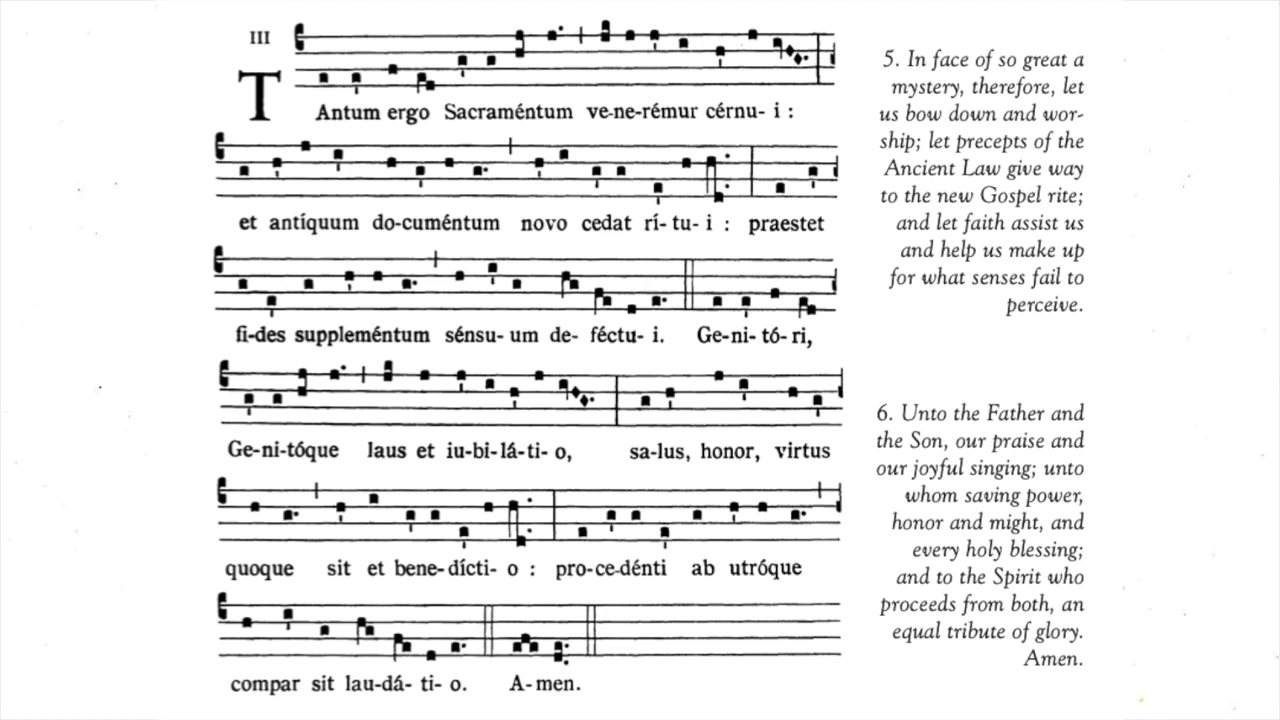 III
TAntum ergo Sacraméntum ve-ne-rémur cérnu- i :
et antíquum do-cuméntum novo cedat rí- tu- i : praestet
fi-des suppleméntum sénsu- um de- féctu- i. Ge-ni- tó- ri,
Ge-ni-tóque laus et iu-bi-lá-ti- o, sa-lus, honor, virtus
quoque sit et bene-dícti- o : pro-ce-dénti ab utróque
compar sit lau-dá- ti- o. A-men.
5. In face of so great a
mystery, therefore, let
us bow down and wor-
ship; let precepts of the
Ancient Law give way
to the new Gospel rite;
and let faith assist us
and help us make up
for what senses fail to
perceive.
6. Unto the Father and
the Son, our praise and
our joyful singing; unto
whom saving power,
honor and might, and
every holy blessing;
and to the Spirit who
proceeds from both, an
equal tribute of glory.
Amen.